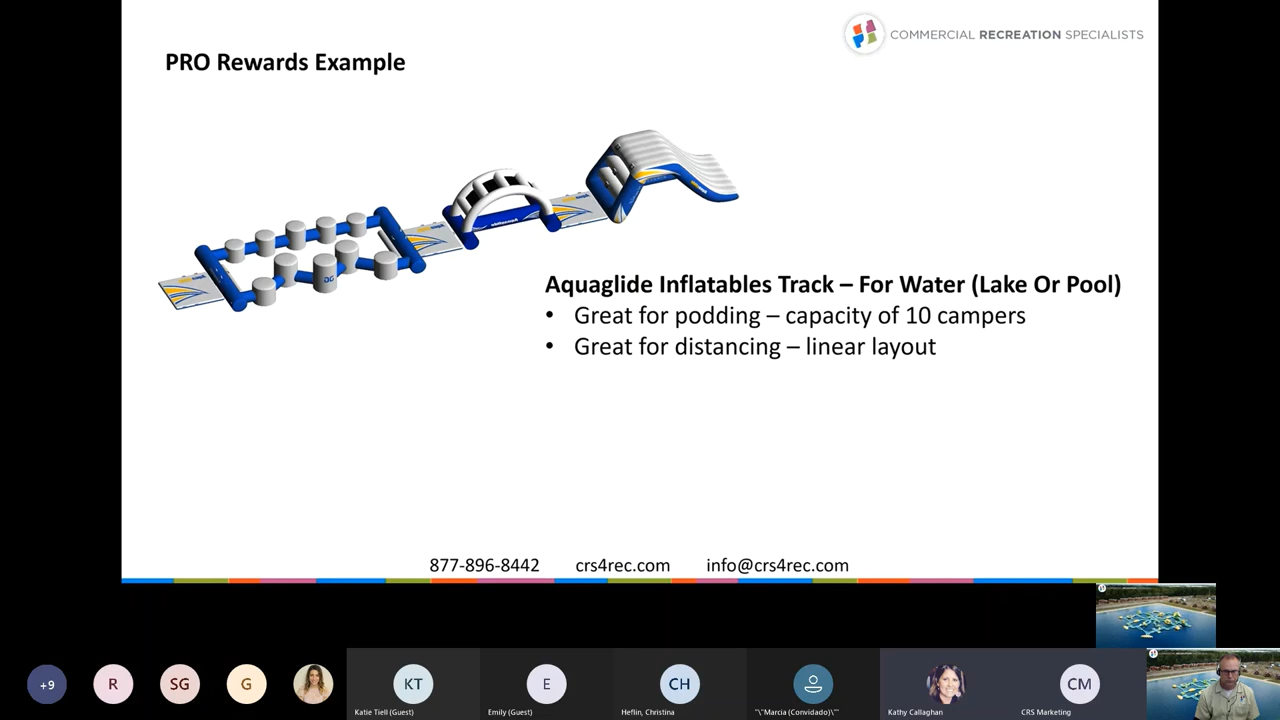 COMMERCIAL RECREATION SPECIALISTS
PRO Rewards Example
Aquaglide Inflatables Track – For Water (Lake Or Pool)
• Great for podding – capacity of 10 campers
• Great for distancing – linear layout
877-896-8442 crs4rec.com info@crs4rec.com
+9 R SG G KT E CH CM
Katie Tiell (Guest) Emily (Guest) Heflin, Christina "\"Marcia (Convidado)\"" Kathy Callaghan CRS Marketing